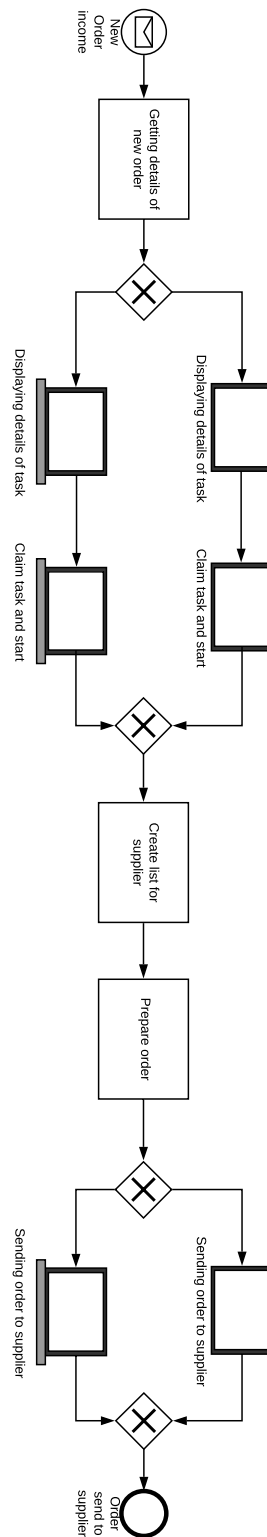 New
Order
income
Getting details of
new order
Displaying details of task
Displaying details of task
Claim task and start
Claim task and start
Create list for
supplier
Prepare order
Sending order to supplier
Sending order to supplier
Order
send to
supplier